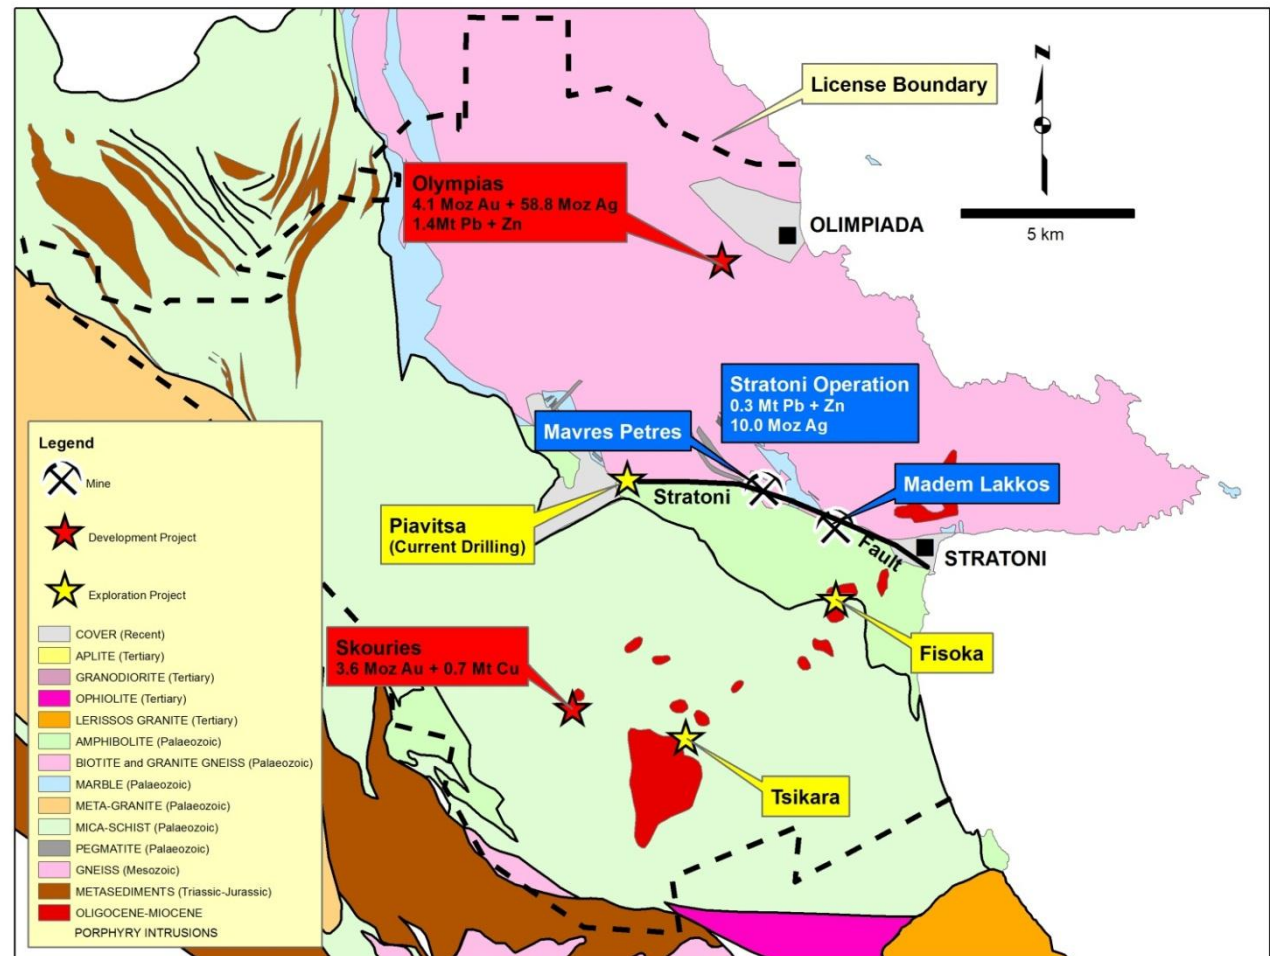 License Boundary
N
Olympias
4.1 Moz Au + 58.8 Moz Ag
1.4Mt Pb + Zn
OLIMPIADA
5 km
Stratoni Operation
0.3 Mt Pb + Zn
10.0 Moz Ag
Mavres Petres
Madem Lakkos
Stratoni
Fault
Piavitsa
(Current Drilling)
STRATONI
Fisoka
Skouries
3.6 Moz Au + 0.7 Mt Cu
Tsikara
Legend
Mine
Development Project
Exploration Project
COVER (Recent)
APLITE (Tertiary)
GRANODIORITE (Tertiary)
OPHIOLITE (Tertiary)
LERISSOS GRANITE (Tertiary)
AMPHIBOLITE (Palaeozoic)
BIOTITE and GRANITE GNEISS (Palaeozoic)
MARBLE (Palaeozoic)
META-GRANITE (Palaeozoic)
MICA-SCHIST (Palaeozoic)
PEGMATITE (Palaeozoic)
GNEISS (Mesozoic)
METASEDIMENTS (Triassic-Jurassic)
OLIGOCENE-MIOCENE
PORPHYRY INTRUSIONS